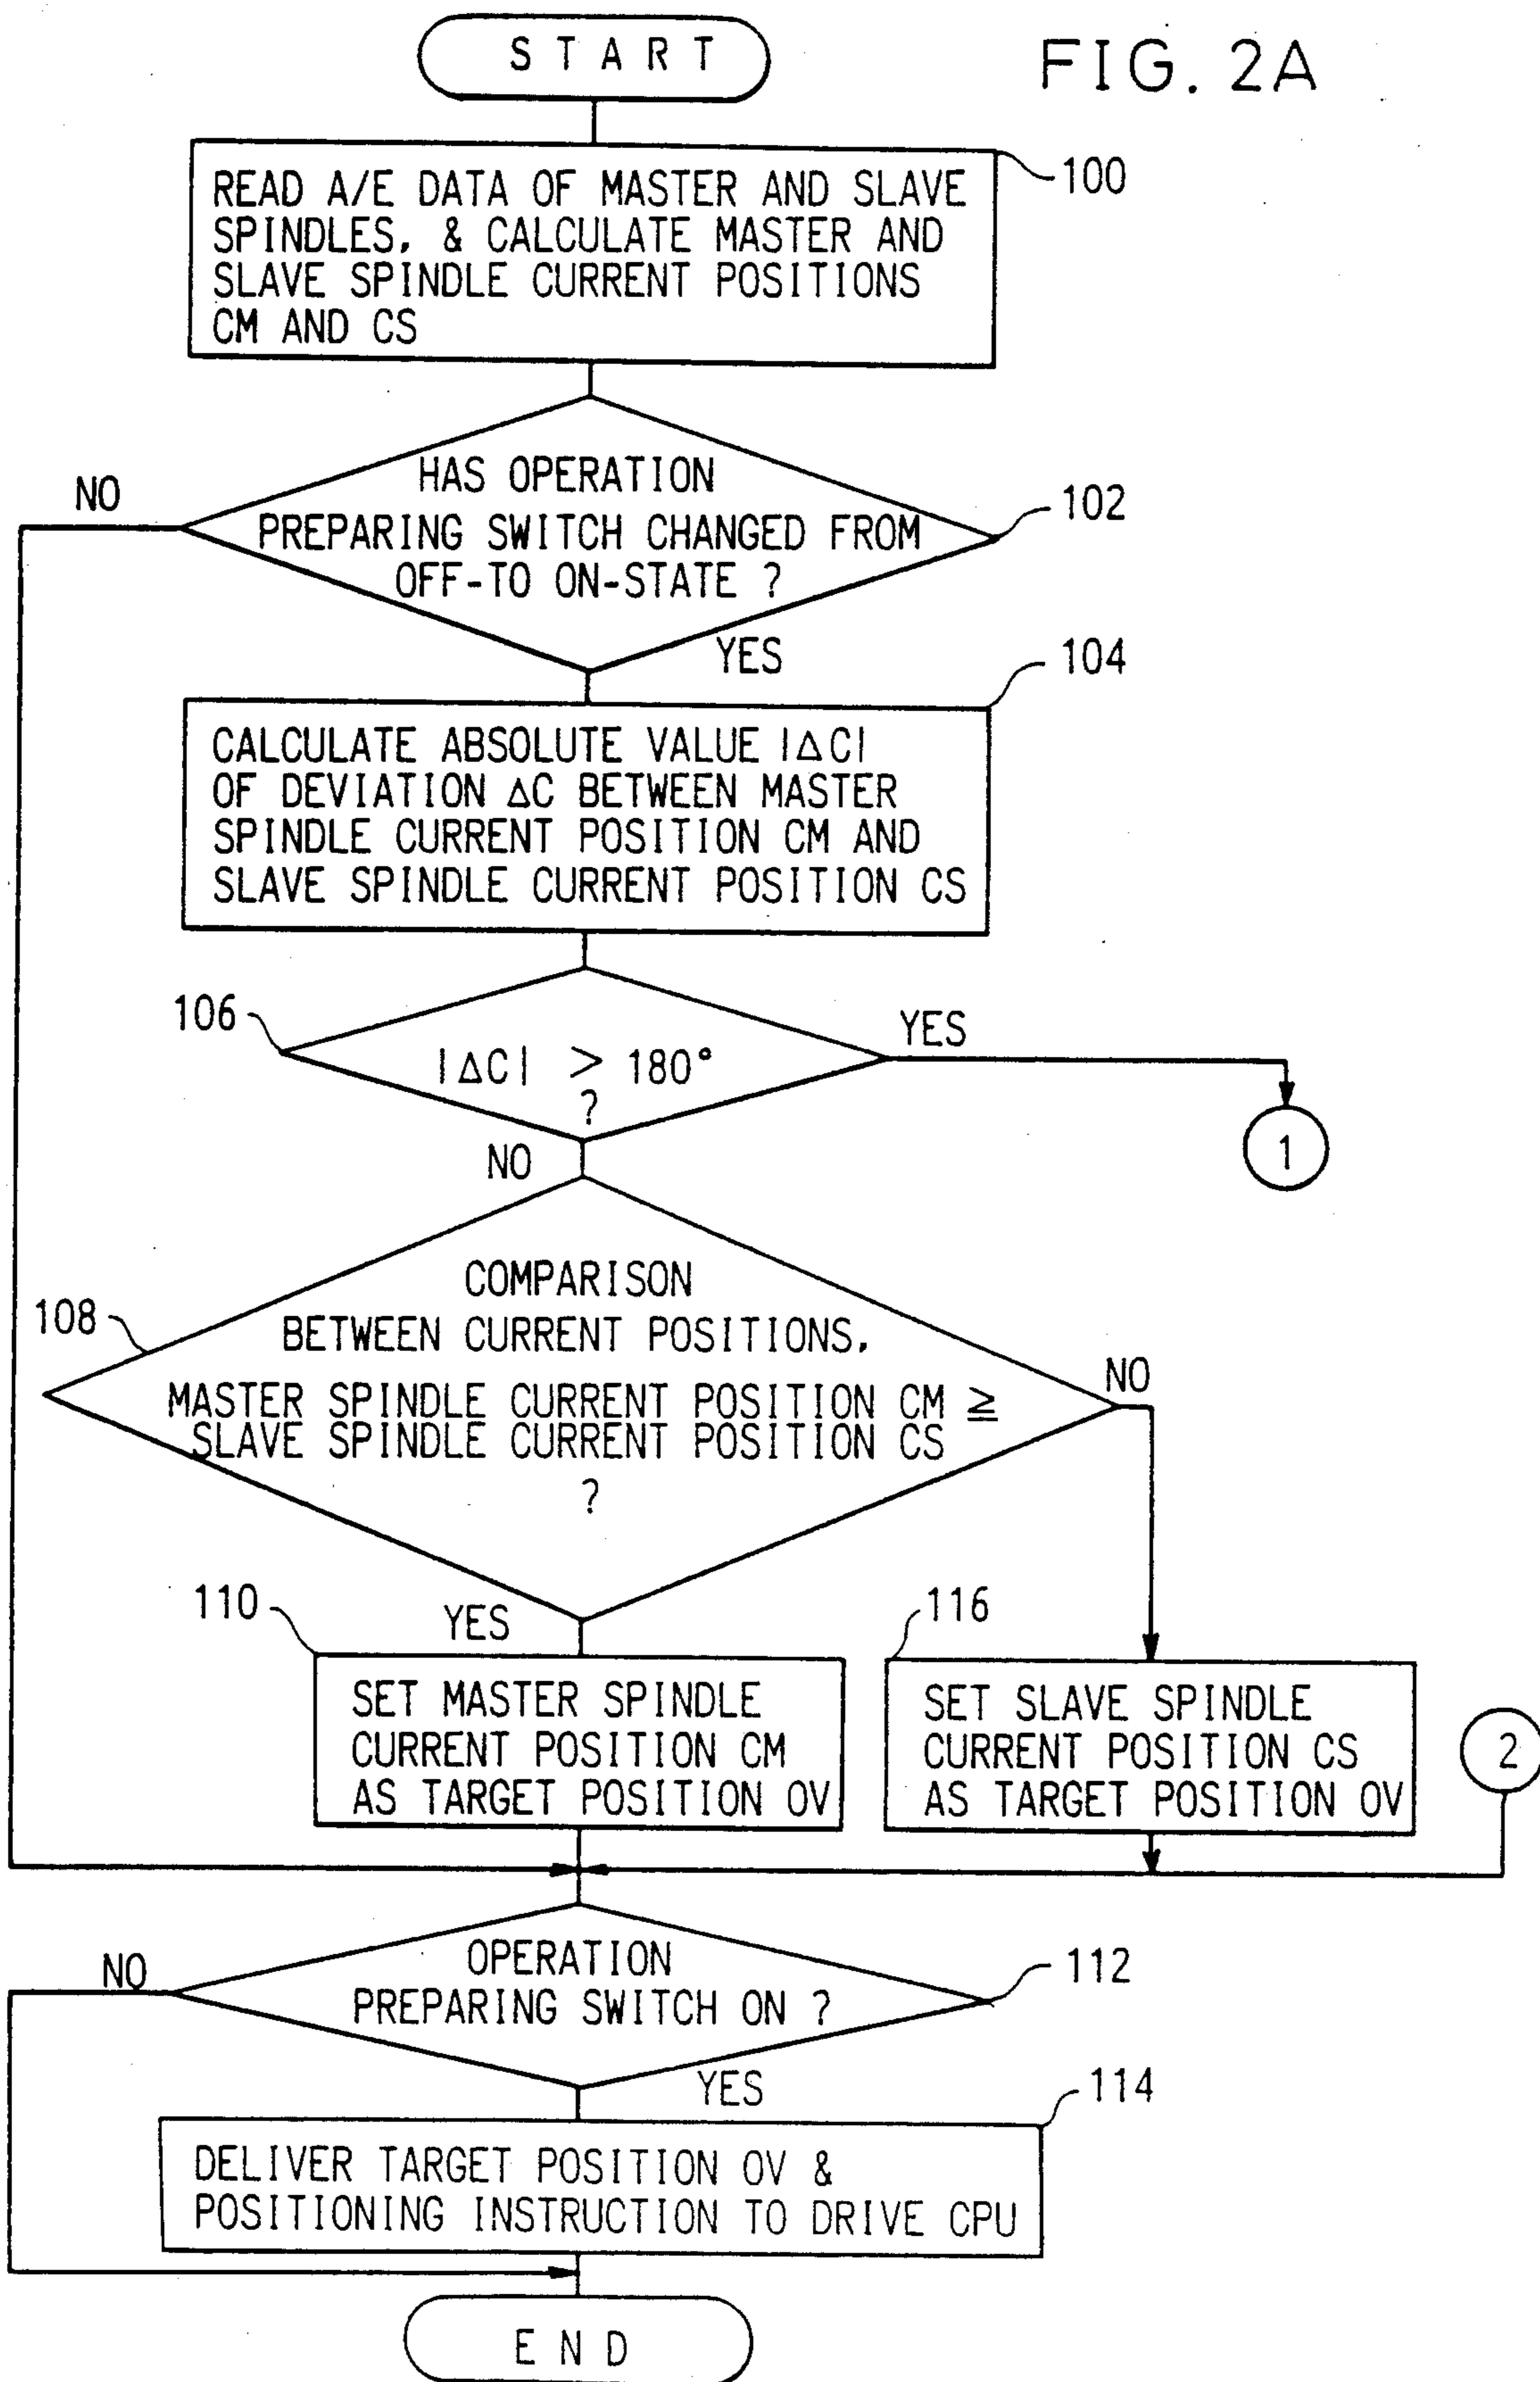 START
FIG. 2A
READ A/E DATA OF MASTER AND SLAVE
SPINDLES, & CALCULATE MASTER AND
SLAVE SPINDLE CURRENT POSITIONS
CM AND CS
100
HAS OPERATION
PREPARING SWITCH CHANGED FROM
OFF-TO ON-STATE ?
NO
102
YES
104
CALCULATE ABSOLUTE VALUE |ΔC|
OF DEVIATION ΔC BETWEEN MASTER
SPINDLE CURRENT POSITION CM AND
SLAVE SPINDLE CURRENT POSITION CS
106
|ΔC| > 180°
?
YES
1
NO
108
COMPARISON
BETWEEN CURRENT POSITIONS,
MASTER SPINDLE CURRENT POSITION CM ≧
SLAVE SPINDLE CURRENT POSITION CS
?
NO
YES
110
SET MASTER SPINDLE
CURRENT POSITION CM
AS TARGET POSITION OV
116
SET SLAVE SPINDLE
CURRENT POSITION CS
AS TARGET POSITION OV
2
OPERATION
PREPARING SWITCH ON ?
NO
112
YES
114
DELIVER TARGET POSITION OV &
POSITIONING INSTRUCTION TO DRIVE CPU
END